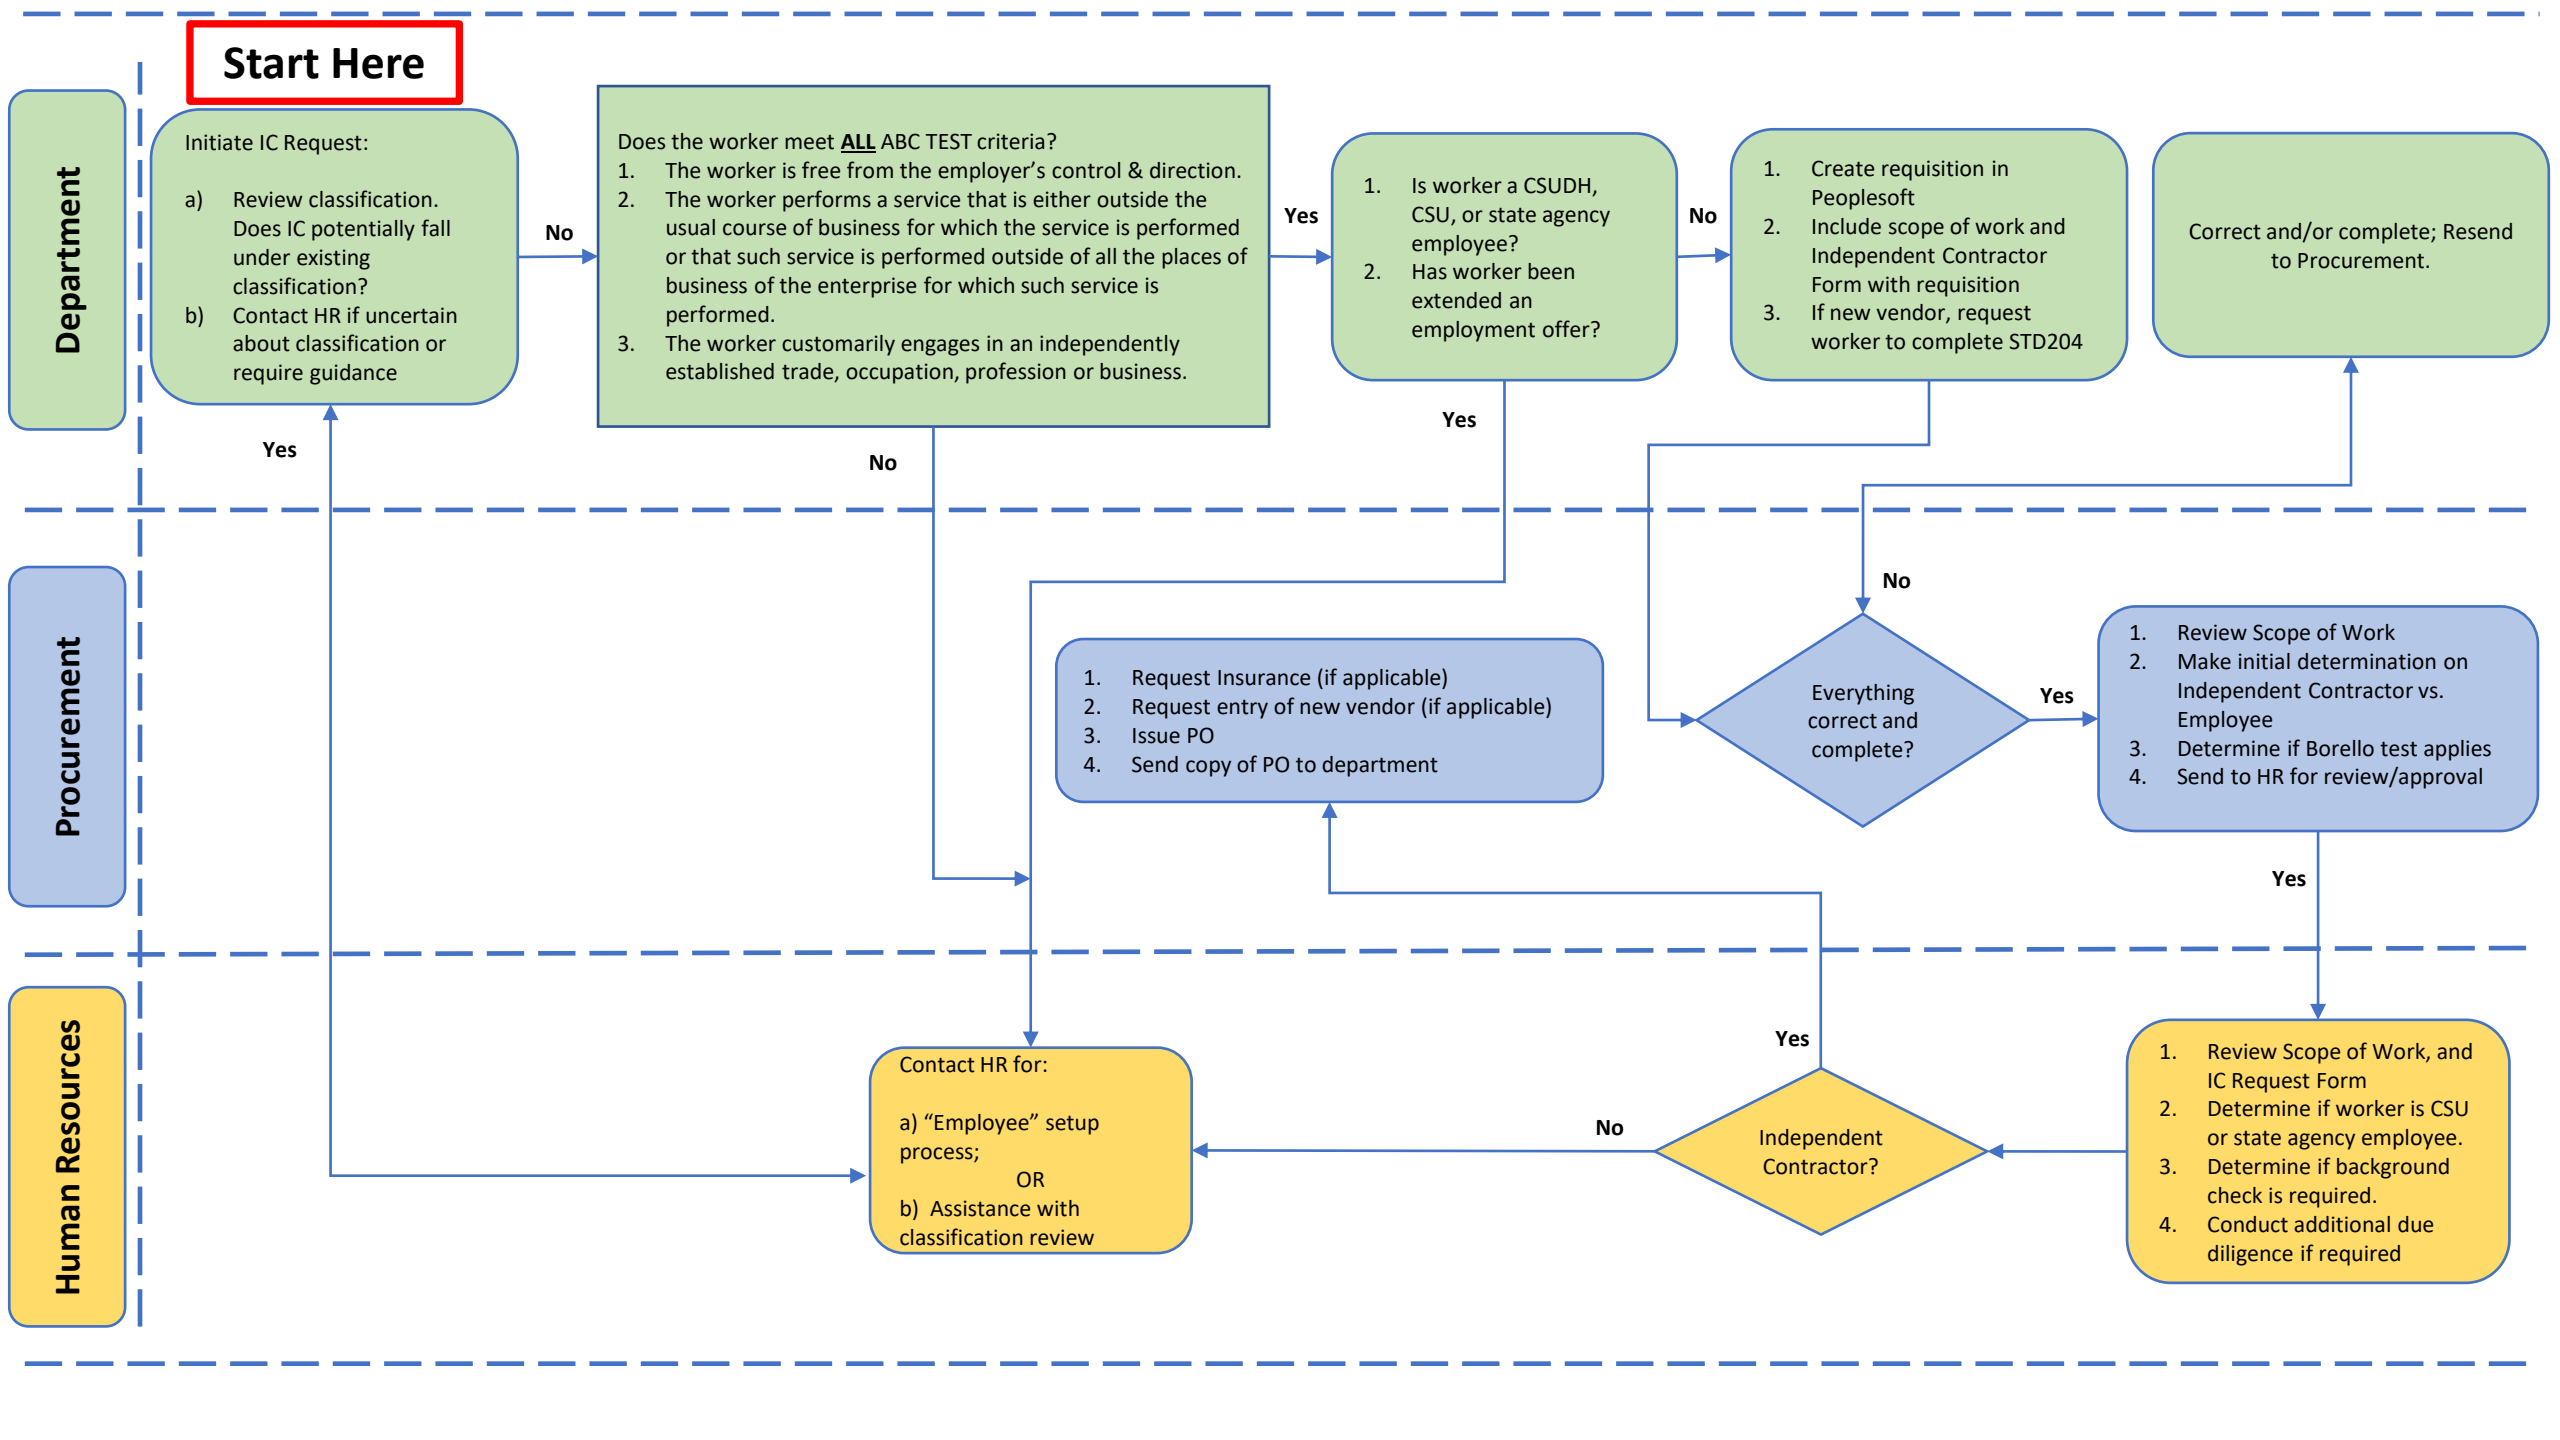 Start Here
Department
Initiate IC Request:
a) Review classification.
Does IC potentially fall
under existing
classification?
b) Contact HR if uncertain
about classification or
require guidance
No
Does the worker meet ALL ABC TEST criteria?
1. The worker is free from the employer’s control & direction.
2. The worker performs a service that is either outside the
usual course of business for which the service is performed
or that such service is performed outside of all the places of
business of the enterprise for which such service is
performed.
3. The worker customarily engages in an independently
established trade, occupation, profession or business.
Yes
1. Is worker a CSUDH,
CSU, or state agency
employee?
2. Has worker been
extended an
employment offer?
No
1. Create requisition in
Peoplesoft
2. Include scope of work and
Independent Contractor
Form with requisition
3. If new vendor, request
worker to complete STD204
Correct and/or complete; Resend
to Procurement.
Yes
No
Yes
Procurement
1. Request Insurance (if applicable)
2. Request entry of new vendor (if applicable)
3. Issue PO
4. Send copy of PO to department
No
Everything
correct and
complete?
Yes
1. Review Scope of Work
2. Make initial determination on
Independent Contractor vs.
Employee
3. Determine if Borello test applies
4. Send to HR for review/approval
Yes
Human Resources
Contact HR for:
a) “Employee” setup
process;
OR
b) Assistance with
classification review
No
Yes
Independent
Contractor?
1. Review Scope of Work, and
IC Request Form
2. Determine if worker is CSU
or state agency employee.
3. Determine if background
check is required.
4. Conduct additional due
diligence if required